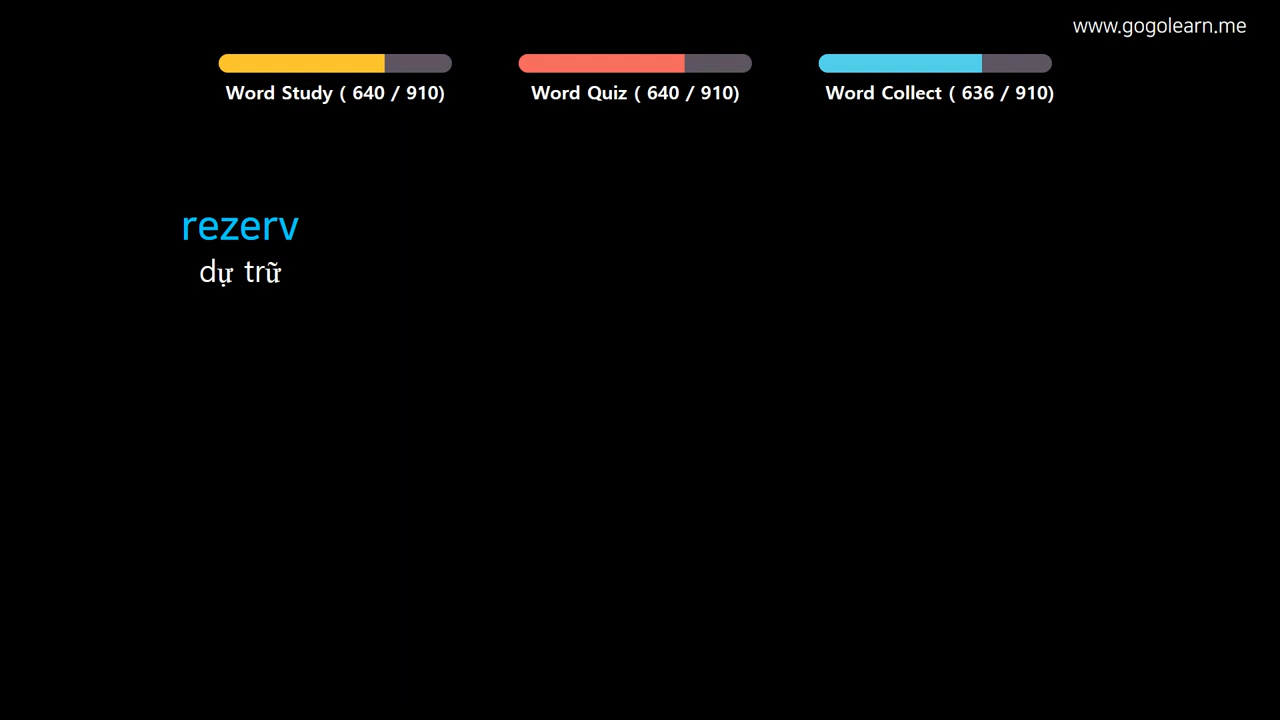 www.gogolearn.me
Word Study ( 640 / 910)
Word Quiz ( 640 / 910)
Word Collect ( 636 / 910)
rezerv
dự trữ